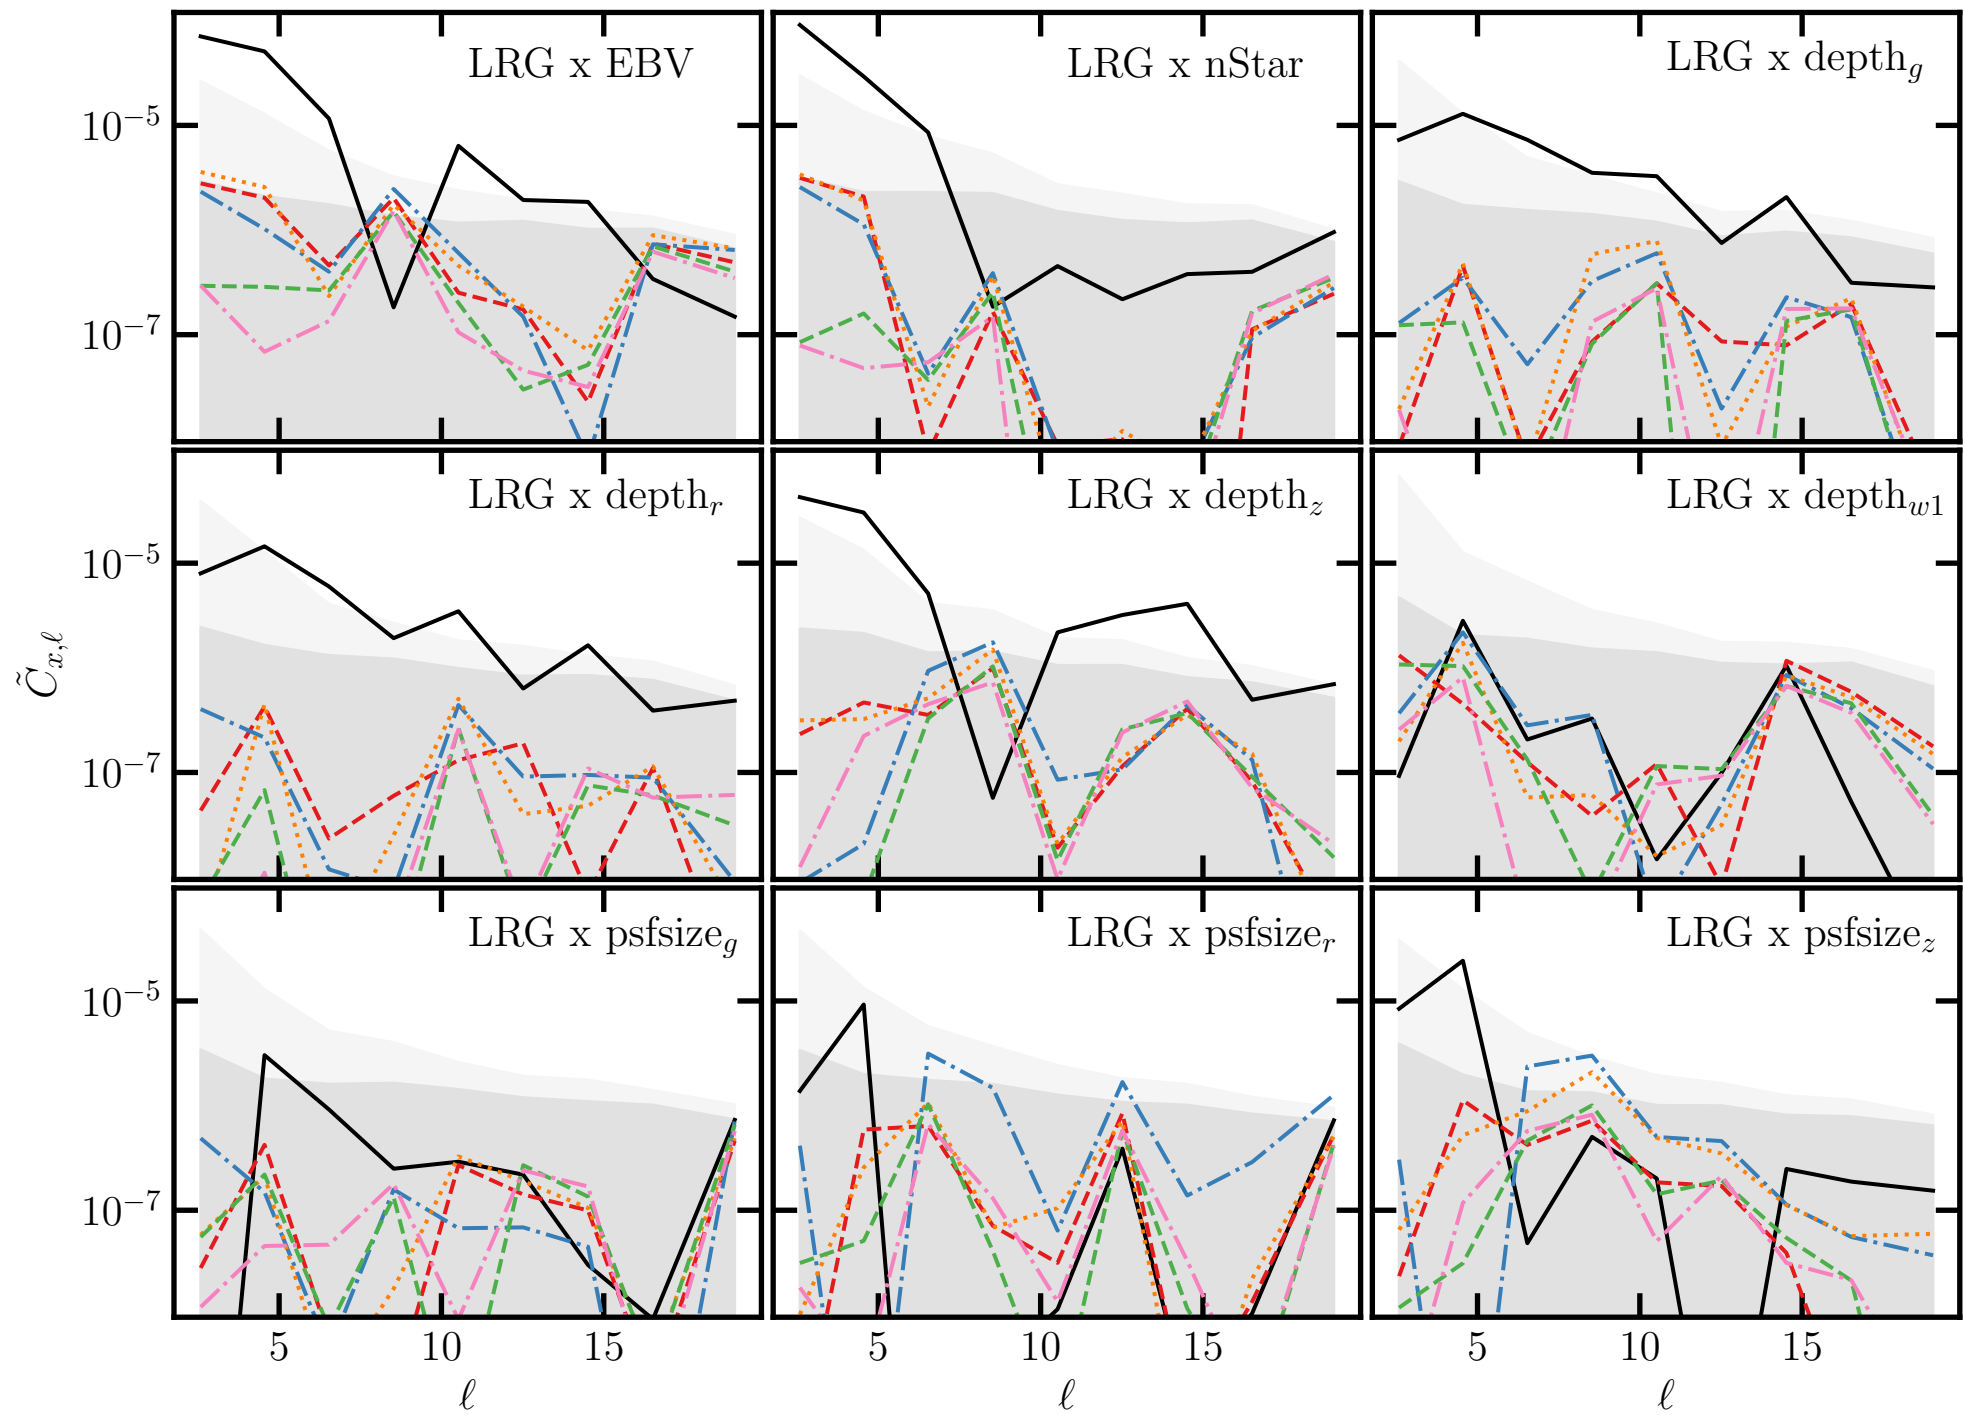 LRG x EBV
LRG x nStar
LRG x depth_g
10⁻⁵
10⁻⁷
LRG x depth_r
LRG x depth_z
LRG x depth_w1
10⁻⁵
10⁻⁷
C̃_x,ℓ
LRG x psfsize_g
LRG x psfsize_r
LRG x psfsize_z
10⁻⁵
10⁻⁷
5 10 15
5 10 15
5 10 15
ℓ
ℓ
ℓ